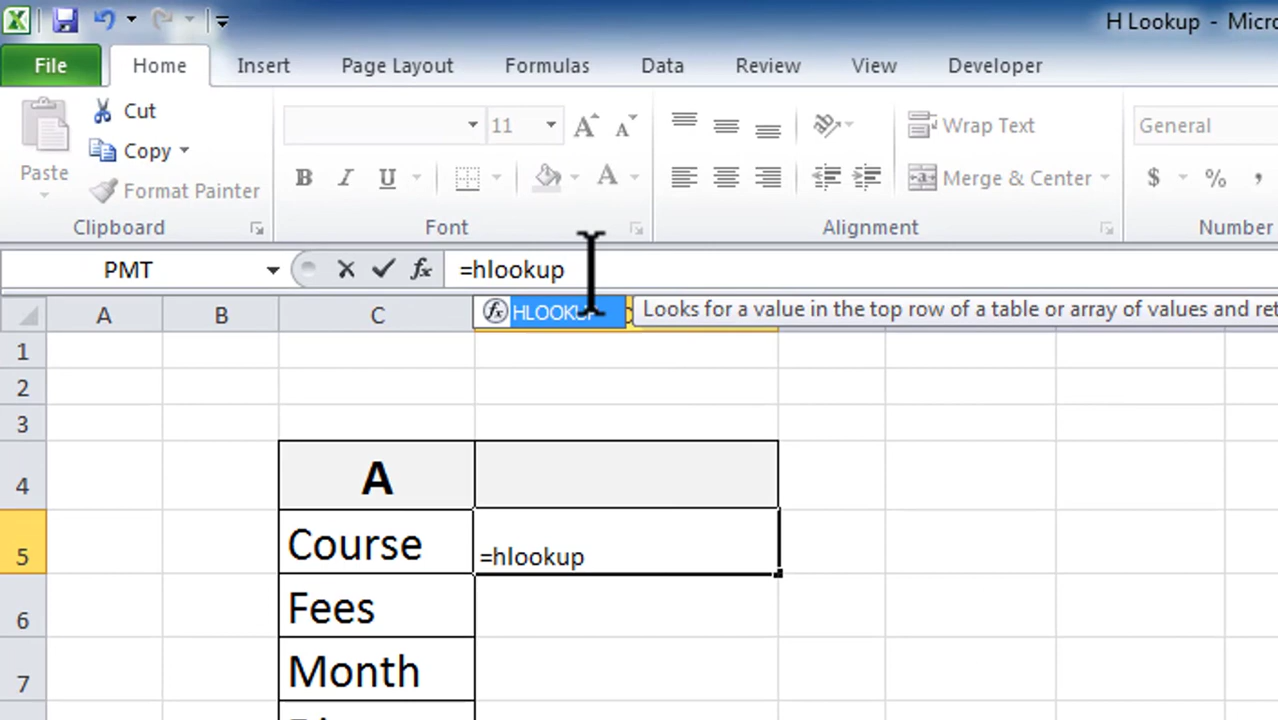 H Lookup - Micro
File Home Insert Page Layout Formulas Data Review View Developer
Paste
Cut
Copy
Format Painter
Clipboard
11
B I U
Font
Wrap Text
Merge & Center
Alignment
General
$ % ,
Number
PMT fx =hlookup
HLOOKUP Looks for a value in the top row of a table or array of values and ret
A B C
1
2
3
4 A
5 Course =hlookup
6 Fees
7 Month